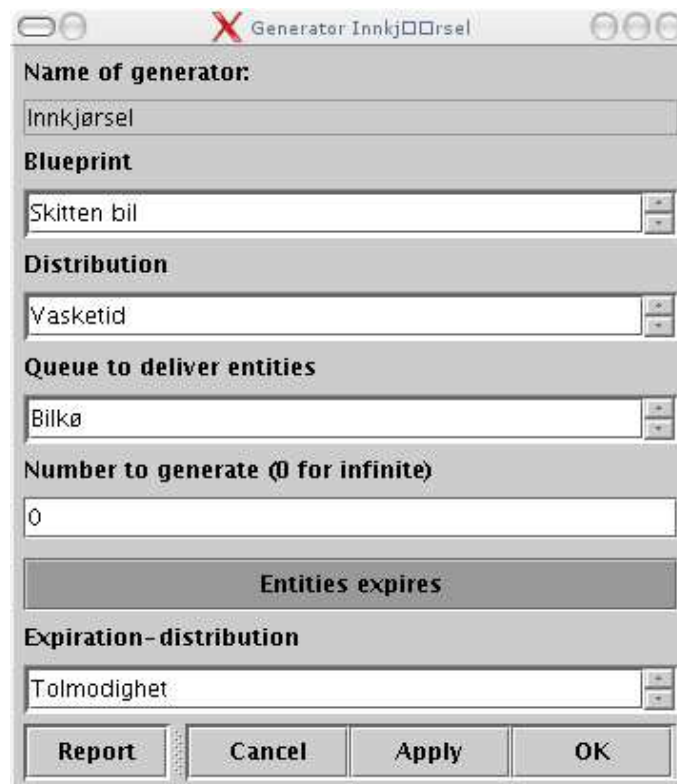 Generator Innkj□□rsel
Name of generator:
Innkjørsel
Blueprint
Skitten bil
Distribution
Vasketid
Queue to deliver entities
Bilkø
Number to generate (0 for infinite)
0
Entities expires
Expiration-distribution
Tolmodighet
Report Cancel Apply OK